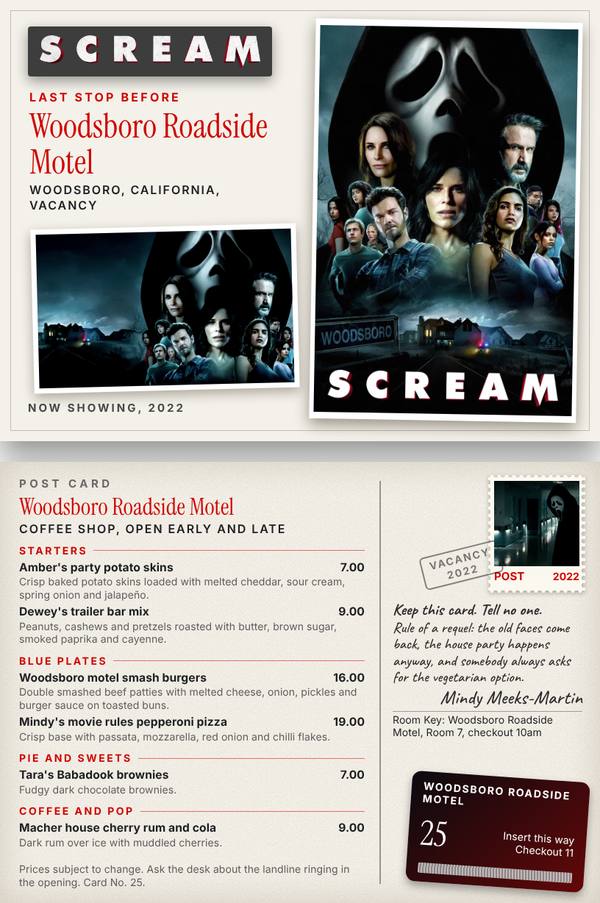 SCREAM
LAST STOP BEFORE
Woodsboro Roadside
Motel
WOODSBORO, CALIFORNIA,
VACANCY
NOW SHOWING, 2022
WOODSBORO
SCREAM
POST CARD
Woodsboro Roadside Motel
COFFEE SHOP, OPEN EARLY AND LATE
STARTERS
Amber's party potato skins 7.00
Crisp baked potato skins loaded with melted cheddar, sour cream,
spring onion and jalapeño.
Dewey's trailer bar mix 9.00
Peanuts, cashews and pretzels roasted with butter, brown sugar,
smoked paprika and cayenne.
BLUE PLATES
Woodsboro motel smash burgers 16.00
Double smashed beef patties with melted cheese, onion, pickles and
burger sauce on toasted buns.
Mindy's movie rules pepperoni pizza 19.00
Crisp base with passata, mozzarella, red onion and chilli flakes.
PIE AND SWEETS
Tara's Babadook brownies 7.00
Fudgy dark chocolate brownies.
COFFEE AND POP
Macher house cherry rum and cola 9.00
Dark rum over ice with muddled cherries.
Prices subject to change. Ask the desk about the landline ringing in
the opening. Card No. 25.
VACANCY
2022
POST 2022
Keep this card. Tell no one.
Rule of a requel: the old faces come
back, the house party happens
anyway, and somebody always asks
for the vegetarian option.
Mindy Meeks-Martin
Room Key: Woodsboro Roadside
Motel, Room 7, checkout 10am
WOODSBORO ROADSIDE
MOTEL
25
Insert this way
Checkout 11